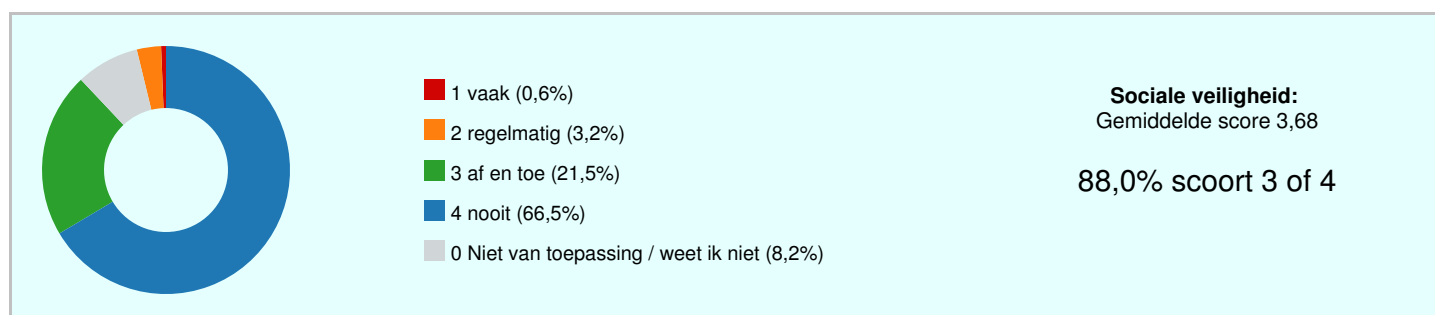 1 vaak (0,6%)
2 regelmatig (3,2%)
3 af en toe (21,5%)
4 nooit (66,5%)
0 Niet van toepassing / weet ik niet (8,2%)
Sociale veiligheid:
Gemiddelde score 3,68
88,0% scoort 3 of 4